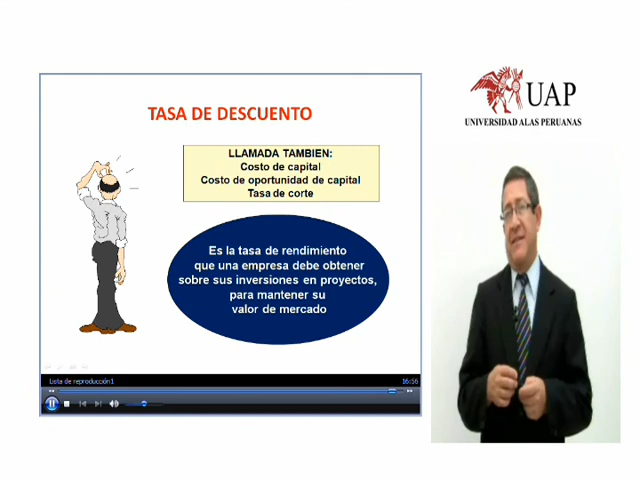 TASA DE DESCUENTO
LLAMADA TAMBIEN:
Costo de capital
Costo de oportunidad de capital
Tasa de corte
Es la tasa de rendimiento
que una empresa debe obtener
sobre sus inversiones en proyectos,
para mantener su
valor de mercado
Lista de reproducción1
16:56
UAP
UNIVERSIDAD ALAS PERUANAS